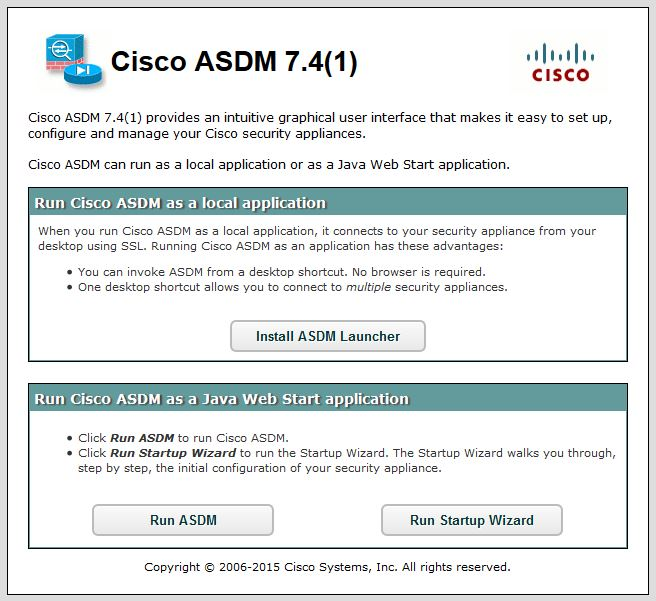 Cisco ASDM 7.4(1)
CISCO
Cisco ASDM 7.4(1) provides an intuitive graphical user interface that makes it easy to set up,
configure and manage your Cisco security appliances.
Cisco ASDM can run as a local application or as a Java Web Start application.
Run Cisco ASDM as a local application
When you run Cisco ASDM as a local application, it connects to your security appliance from your
desktop using SSL. Running Cisco ASDM as an application has these advantages:
• You can invoke ASDM from a desktop shortcut. No browser is required.
• One desktop shortcut allows you to connect to multiple security appliances.
Install ASDM Launcher
Run Cisco ASDM as a Java Web Start application
• Click Run ASDM to run Cisco ASDM.
• Click Run Startup Wizard to run the Startup Wizard. The Startup Wizard walks you through,
step by step, the initial configuration of your security appliance.
Run ASDM
Run Startup Wizard
Copyright © 2006-2015 Cisco Systems, Inc. All rights reserved.